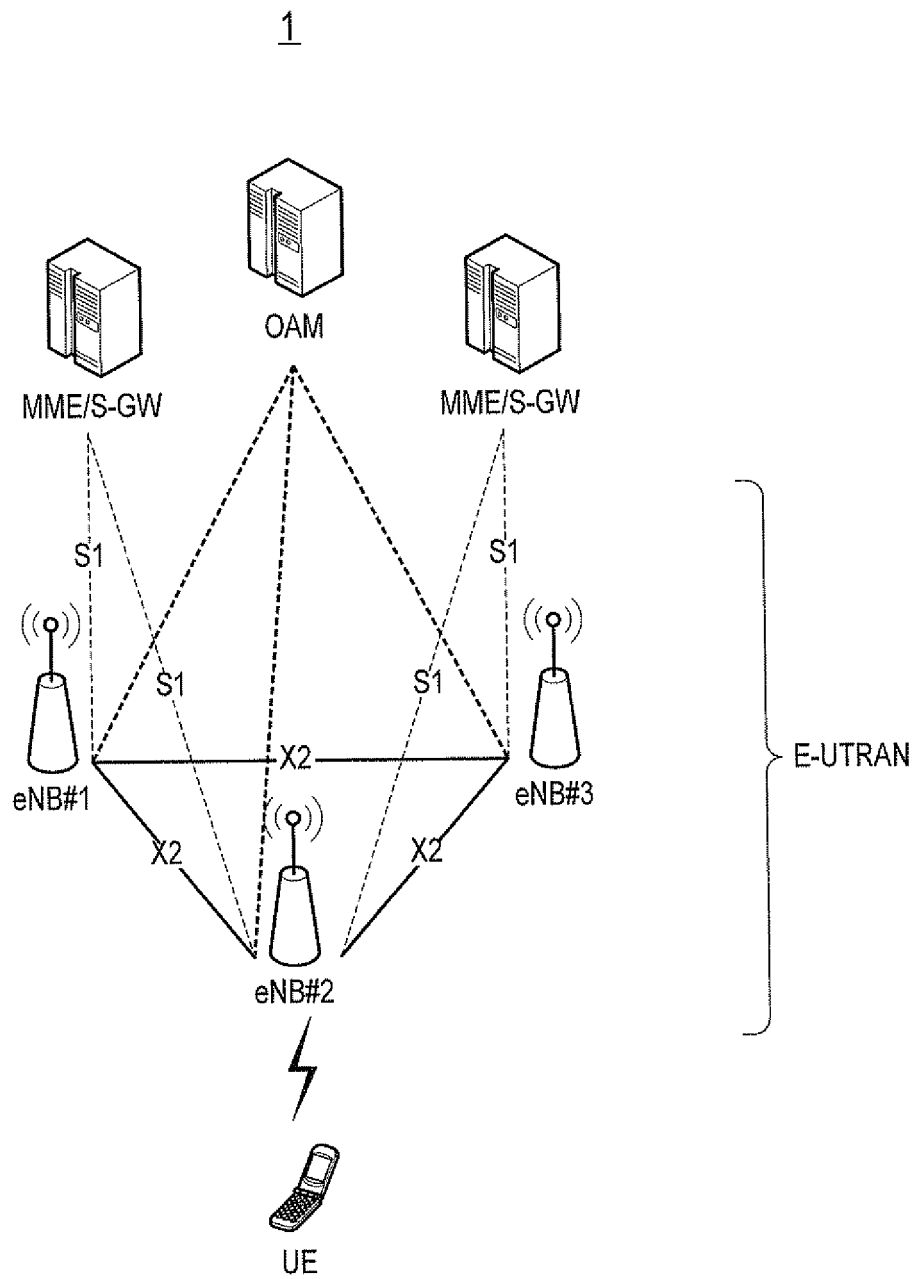 1
OAM
MME/S-GW
MME/S-GW
S1
S1
S1
S1
X2
E-UTRAN
eNB#1
eNB#3
X2
X2
eNB#2
UE